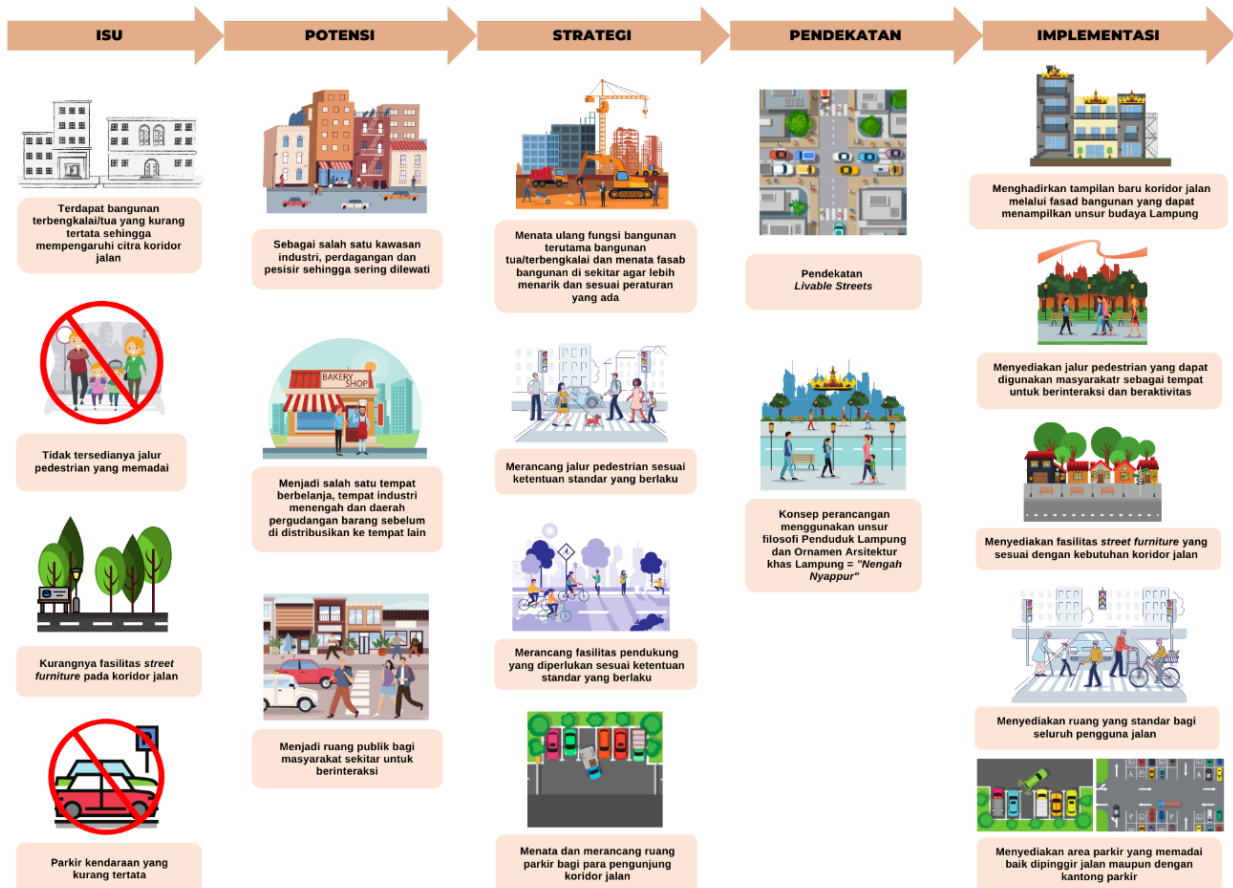 ISU
POTENSI
STRATEGI
PENDEKATAN
IMPLEMENTASI
Terdapat bangunan
terbengkalai/tua yang kurang
tertata sehingga
mempengaruhi citra koridor
jalan
Tidak tersedianya jalur
pedestrian yang memadai
Kurangnya fasilitas street
furniture pada koridor jalan
Parkir kendaraan yang
kurang tertata
Sebagai salah satu kawasan
industri, perdagangan dan
pesisir sehingga sering dilewati
BAKERY
SHOP
Menjadi salah satu tempat
berbelanja, tempat industri
menengah dan daerah
pergudangan barang sebelum
di distribusikan ke tempat lain
Menjadi ruang publik bagi
masyarakat sekitar untuk
berinteraksi
Menata ulang fungsi bangunan
terutama bangunan
tua/terbengkalai dan menata fasab
bangunan di sekitar agar lebih
menarik dan sesuai peraturan
yang ada
Merancang jalur pedestrian sesuai
ketentuan standar yang berlaku
Merancang fasilitas pendukung
yang diperlukan sesuai ketentuan
standar yang berlaku
Menata dan merancang ruang
parkir bagi para pengunjung
koridor jalan
Pendekatan
Livable Streets
Konsep perancangan
menggunakan unsur
filosofi Penduduk Lampung
dan Ornamen Arsitektur
khas Lampung = "Nengah
Nyappur"
Menghadirkan tampilan baru koridor jalan
melalui fasad bangunan yang dapat
menampilkan unsur budaya Lampung
Menyediakan jalur pedestrian yang dapat
digunakan masyarakatr sebagai tempat
untuk berinteraksi dan beraktivitas
Menyediakan fasilitas street furniture yang
sesuai dengan kebutuhan koridor jalan
Menyediakan ruang yang standar bagi
seluruh pengguna jalan
Menyediakan area parkir yang memadai
baik dipinggir jalan maupun dengan
kantong parkir